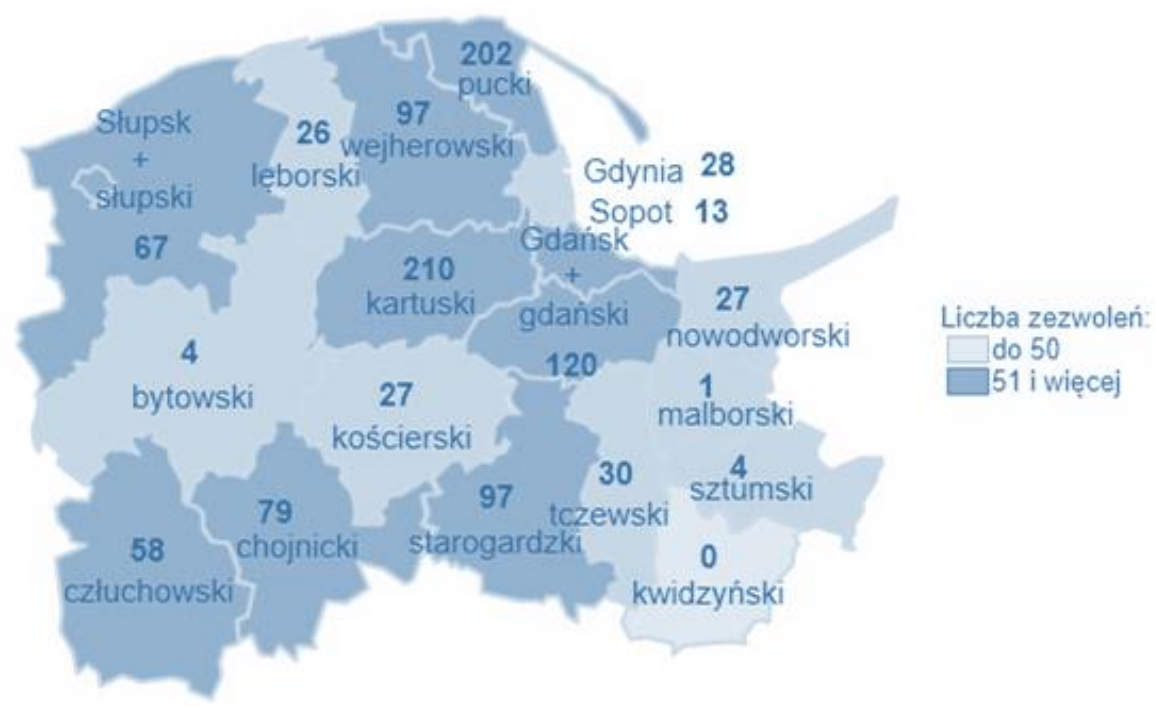 202
pucki
97
wejherowski
Słupsk
+
słupski
67
26
lęborski
Gdynia 28
Sopot 13
Gdańsk
+
gdański
120
210
kartuski
27
nowodworski
4
bytowski
27
kościerski
1
malborski
4
sztumski
30
tczewski
97
starogardzki
79
chojnicki
58
człuchowski
0
kwidzyński
Liczba zezwoleń:
do 50
51 i więcej